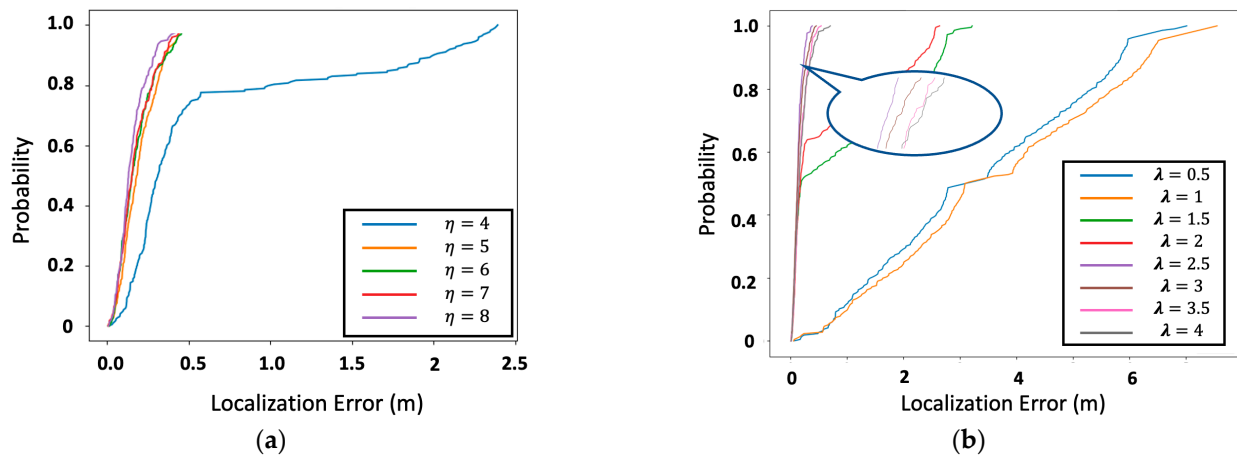 1.0
0.8
0.6
0.4
0.2
0
Probability
η = 4
η = 5
η = 6
η = 7
η = 8
0.0 0.5 1.0 1.5 2 2.5
Localization Error (m)
(a)
1.0
0.8
0.6
0.4
0.2
0
Probability
λ = 0.5
λ = 1
λ = 1.5
λ = 2
λ = 2.5
λ = 3
λ = 3.5
λ = 4
0 2 4 6
Localization Error (m)
(b)